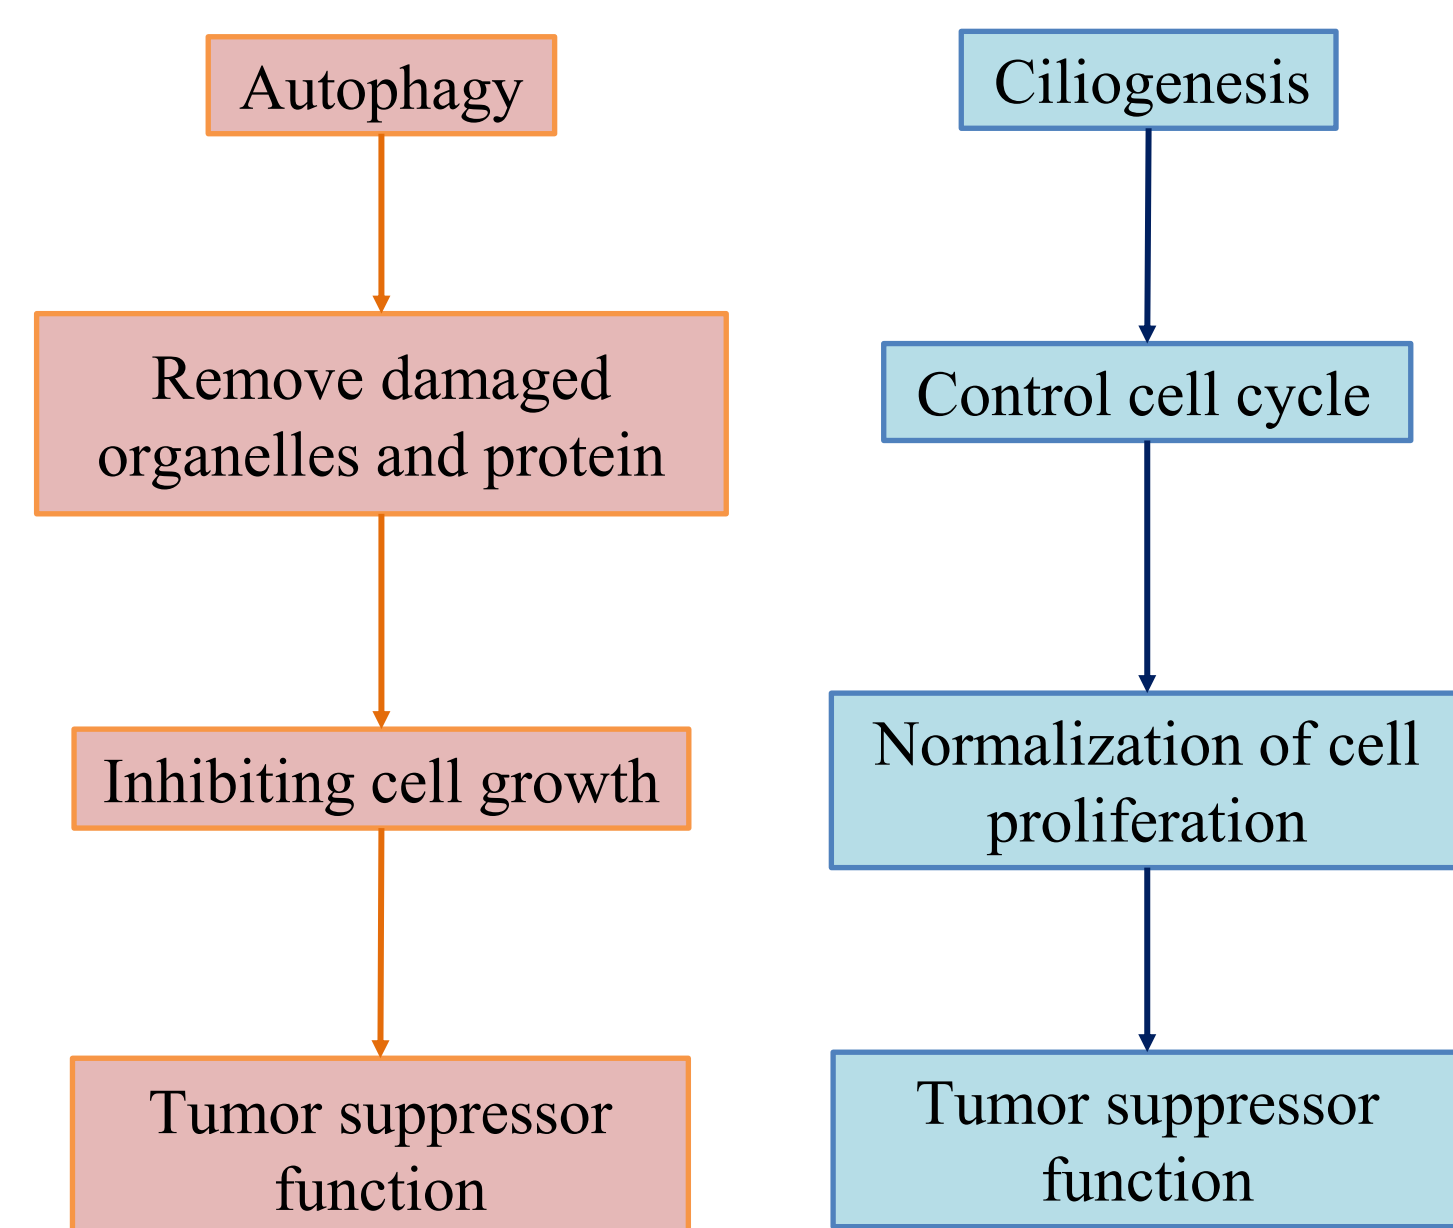 Autophagy
Remove damaged
organelles and protein
Inhibiting cell growth
Tumor suppressor
function
Ciliogenesis
Control cell cycle
Normalization of cell
proliferation
Tumor suppressor
function